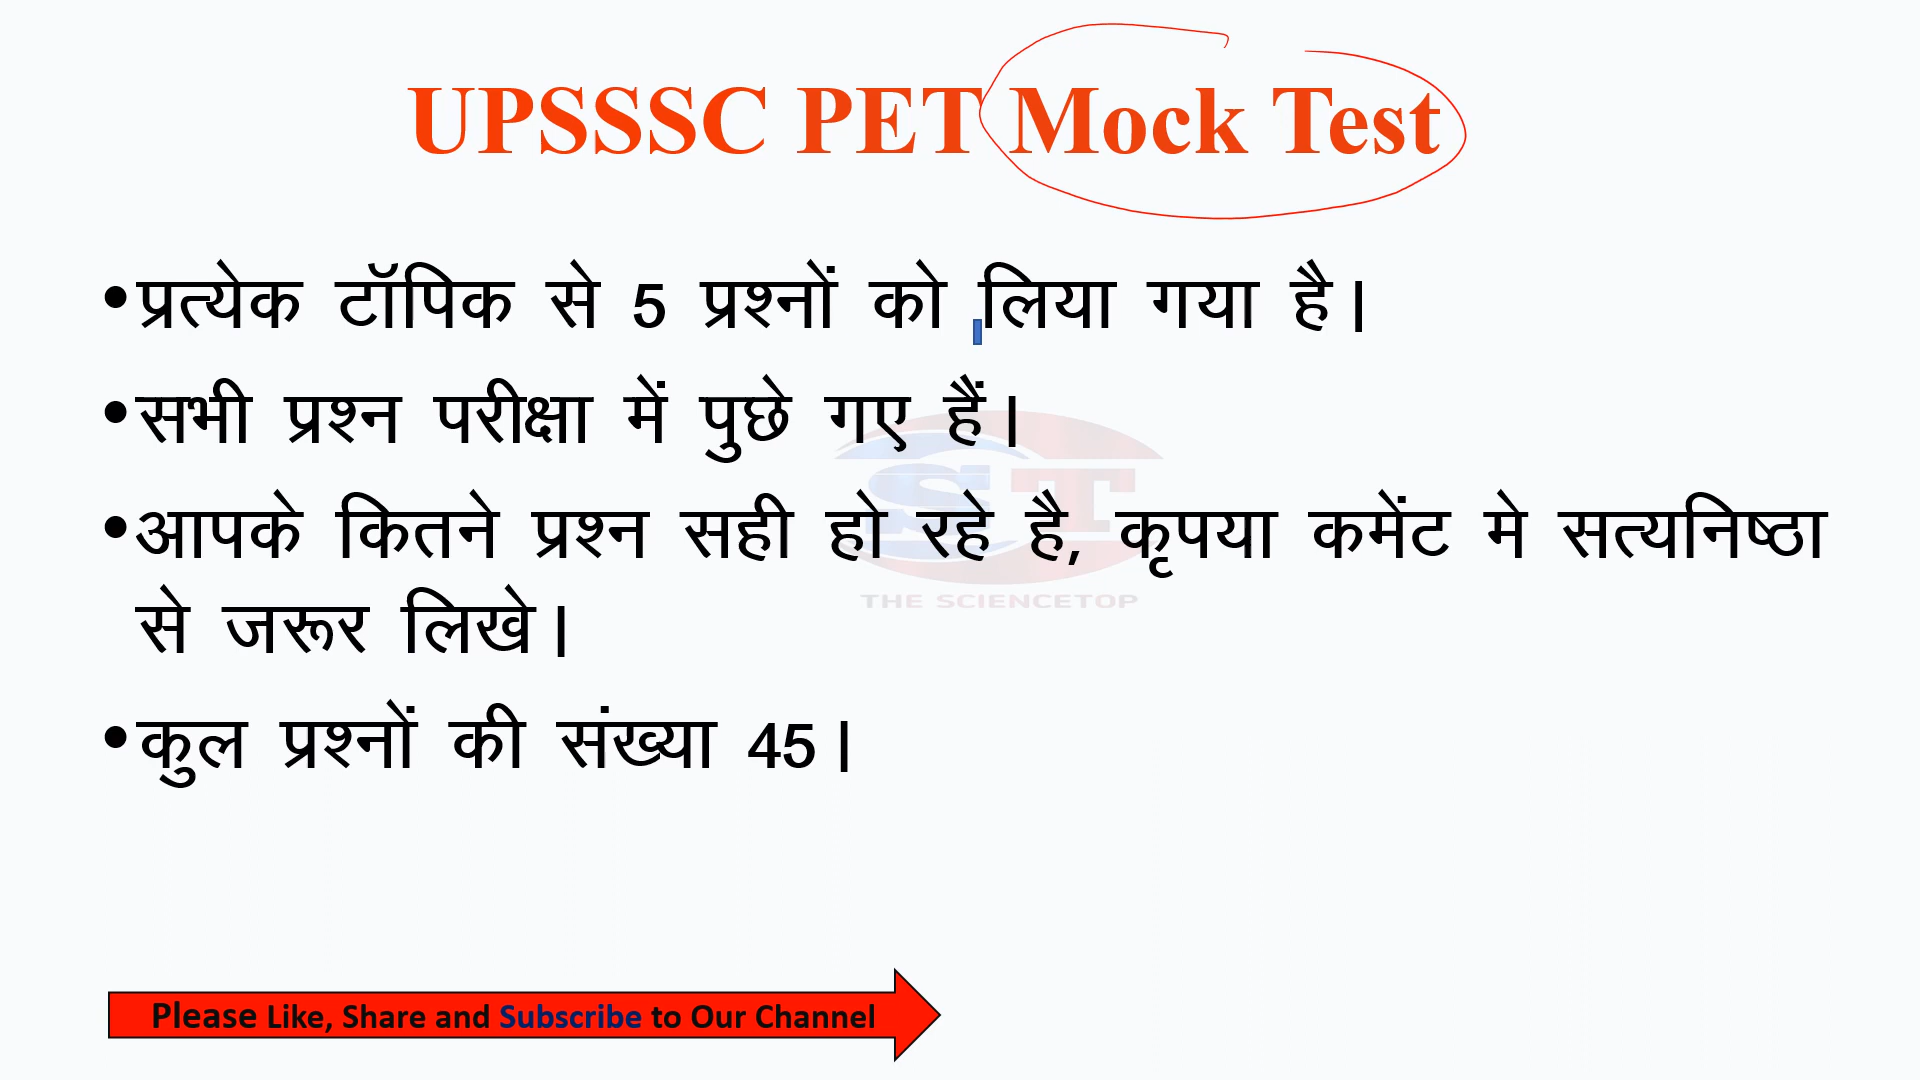 UPSSSC PET Mock Test
•प्रत्येक टॉपिक से 5 प्रश्नों को लिया गया है।
•सभी प्रश्न परीक्षा में पुछे गए हैं।
•आपके कितने प्रश्न सही हो रहे है, कृपया कमेंट मे सत्यनिष्ठा
से जरूर लिखे।
•कुल प्रश्नों की संख्या 45।
ST
THE SCIENCETOP
Please Like, Share and Subscribe to Our Channel